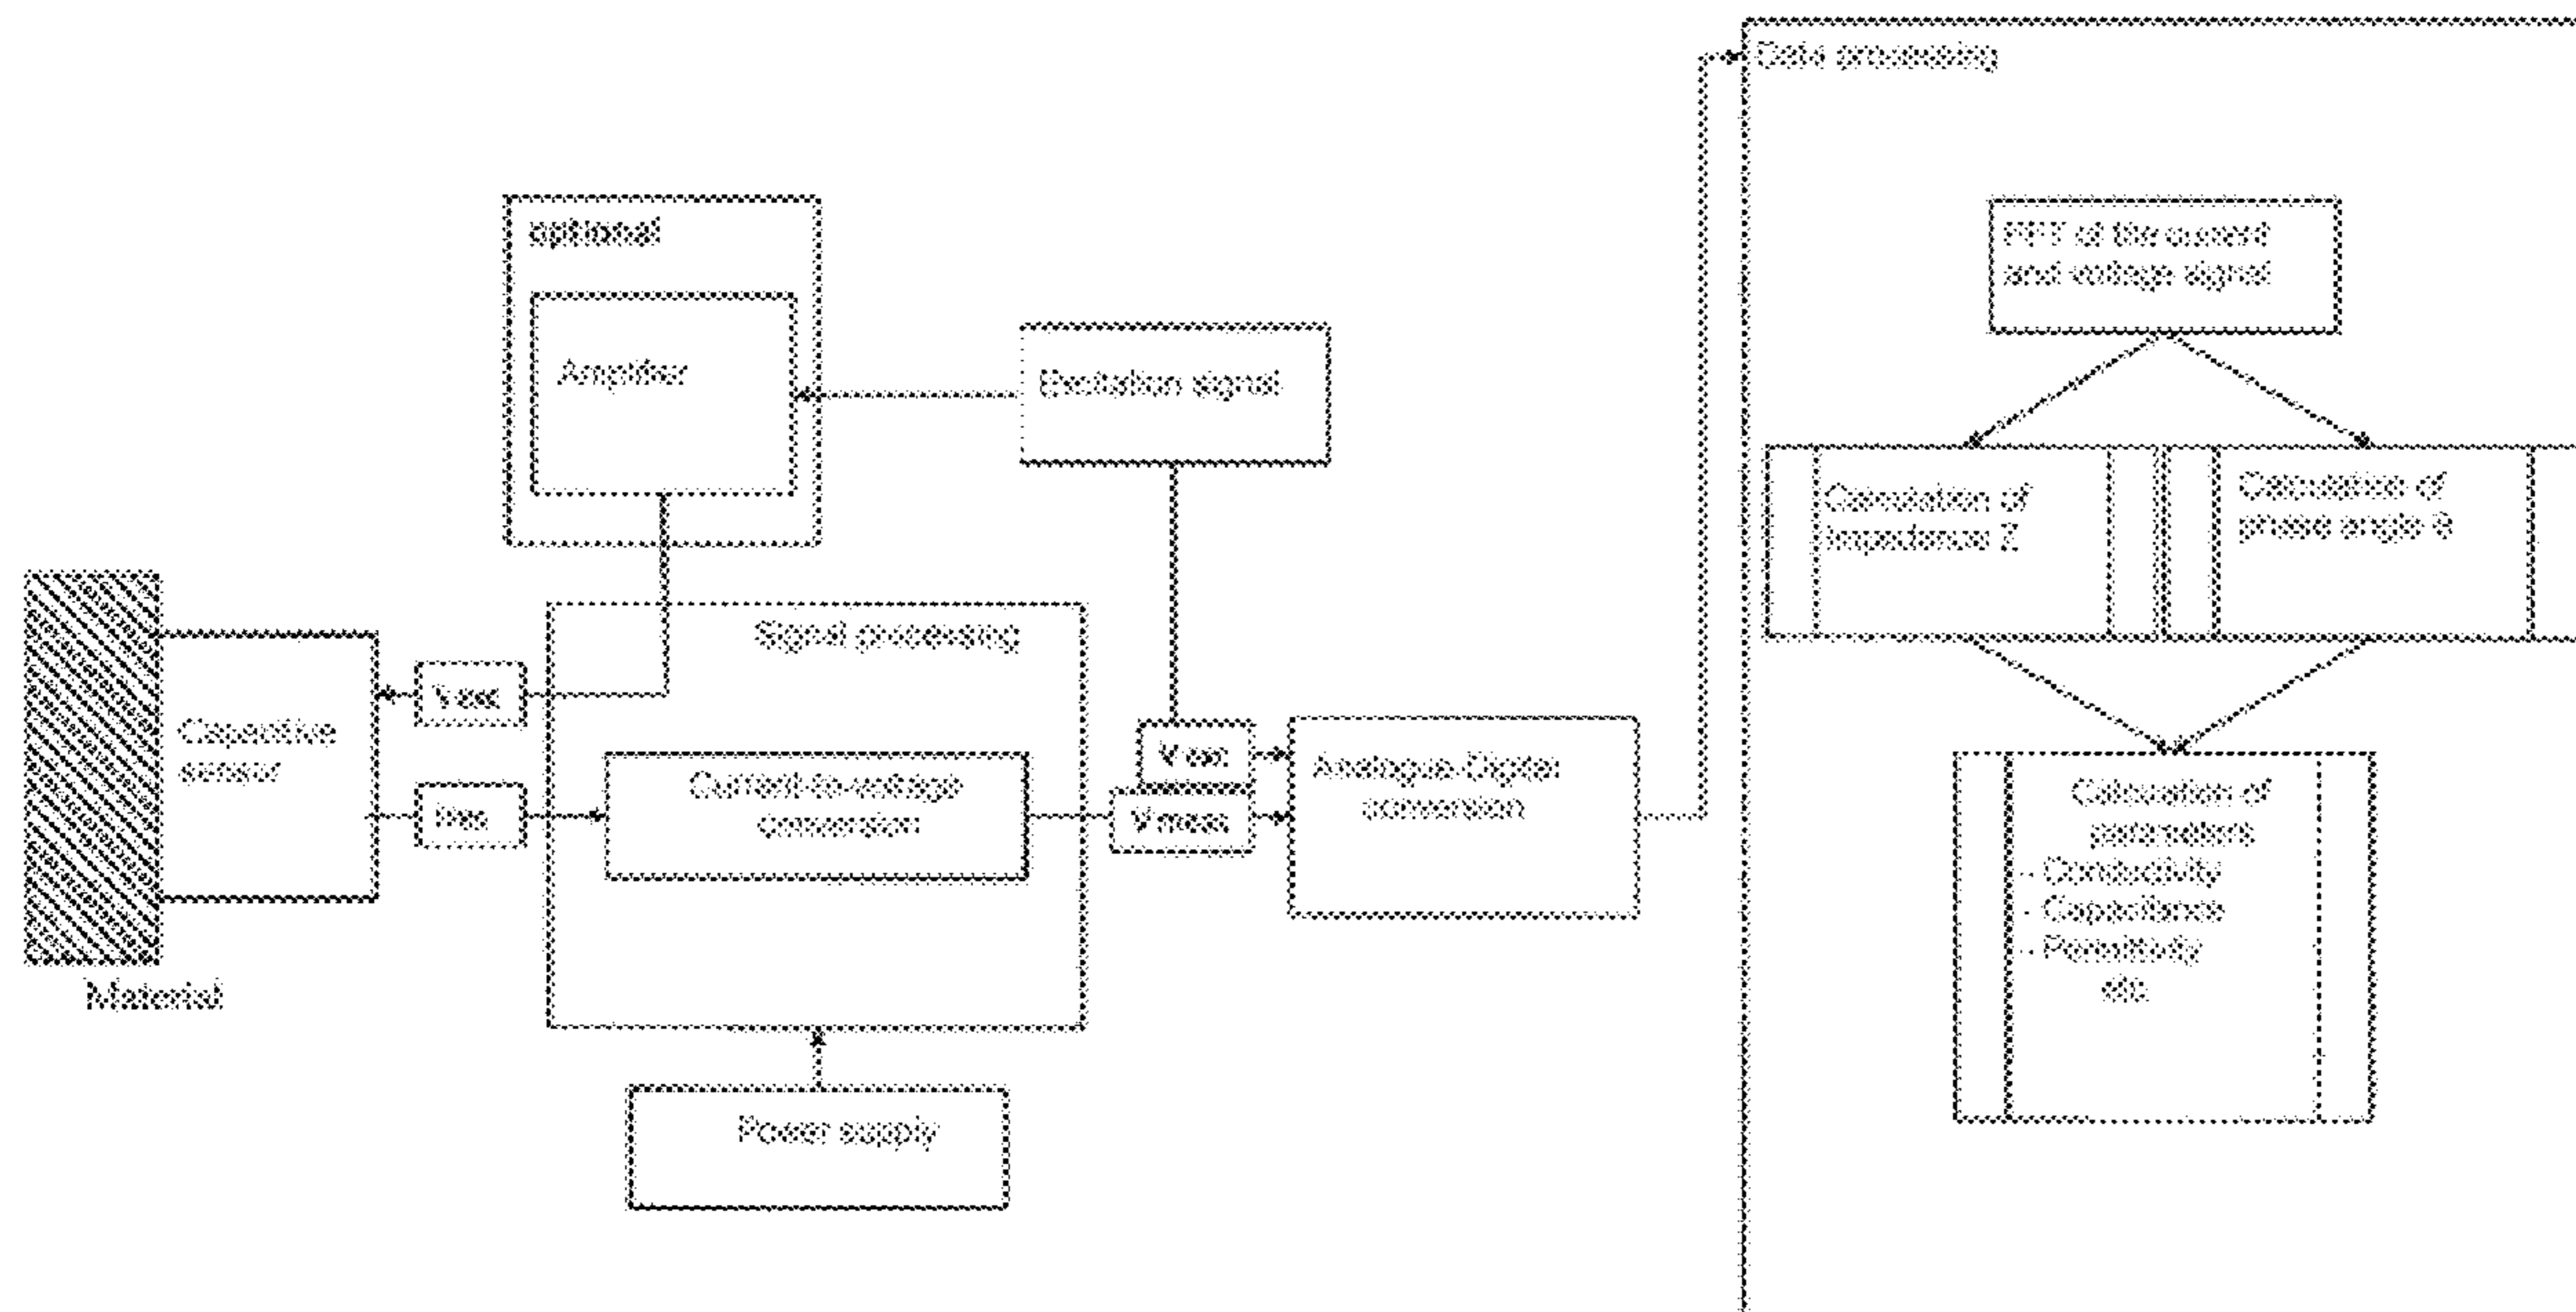 Data processing
optional
FFT of the current
and voltage signal
Amplifier
Excitation signal
Calculation of
impedance Z
Calculation of
phase angle θ
Signal processing
V exc
Capacitive
sensor
V exc
Current-to-voltage
conversion
Analogue-Digital
conversion
V meas
Calculation of
parameters
- Conductivity
- Capacitance
- Permittivity
etc.
Material
Power supply